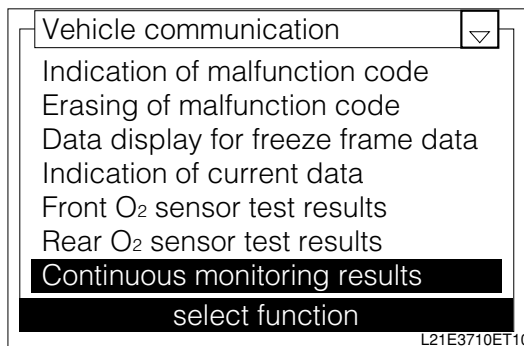 Vehicle communication
Indication of malfunction code
Erasing of malfunction code
Data display for freeze frame data
Indication of current data
Front O₂ sensor test results
Rear O₂ sensor test results
Continuous monitoring results
select function
L21E3710ET10